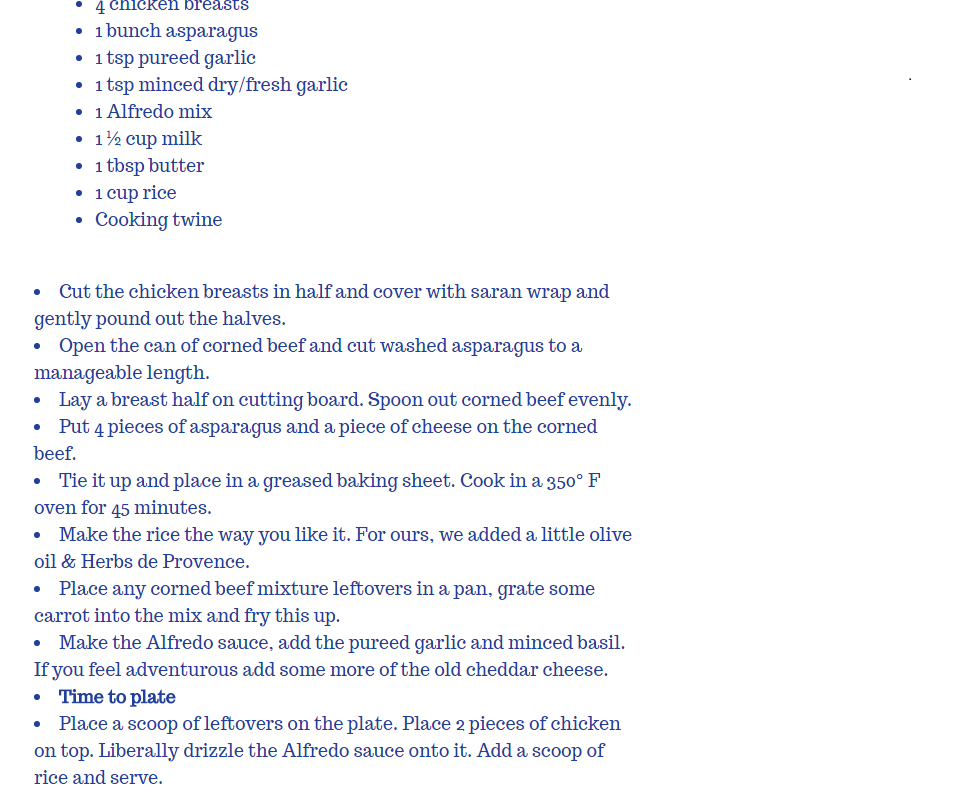 4 chicken breasts
1 bunch asparagus
1 tsp pureed garlic
1 tsp minced dry/fresh garlic
1 Alfredo mix
1 ½ cup milk
1 tbsp butter
1 cup rice
Cooking twine
Cut the chicken breasts in half and cover with saran wrap and
gently pound out the halves.
Open the can of corned beef and cut washed asparagus to a
manageable length.
Lay a breast half on cutting board. Spoon out corned beef evenly.
Put 4 pieces of asparagus and a piece of cheese on the corned
beef.
Tie it up and place in a greased baking sheet. Cook in a 350° F
oven for 45 minutes.
Make the rice the way you like it. For ours, we added a little olive
oil & Herbs de Provence.
Place any corned beef mixture leftovers in a pan, grate some
carrot into the mix and fry this up.
Make the Alfredo sauce, add the pureed garlic and minced basil.
If you feel adventurous add some more of the old cheddar cheese.
Time to plate
Place a scoop of leftovers on the plate. Place 2 pieces of chicken
on top. Liberally drizzle the Alfredo sauce onto it. Add a scoop of
rice and serve.